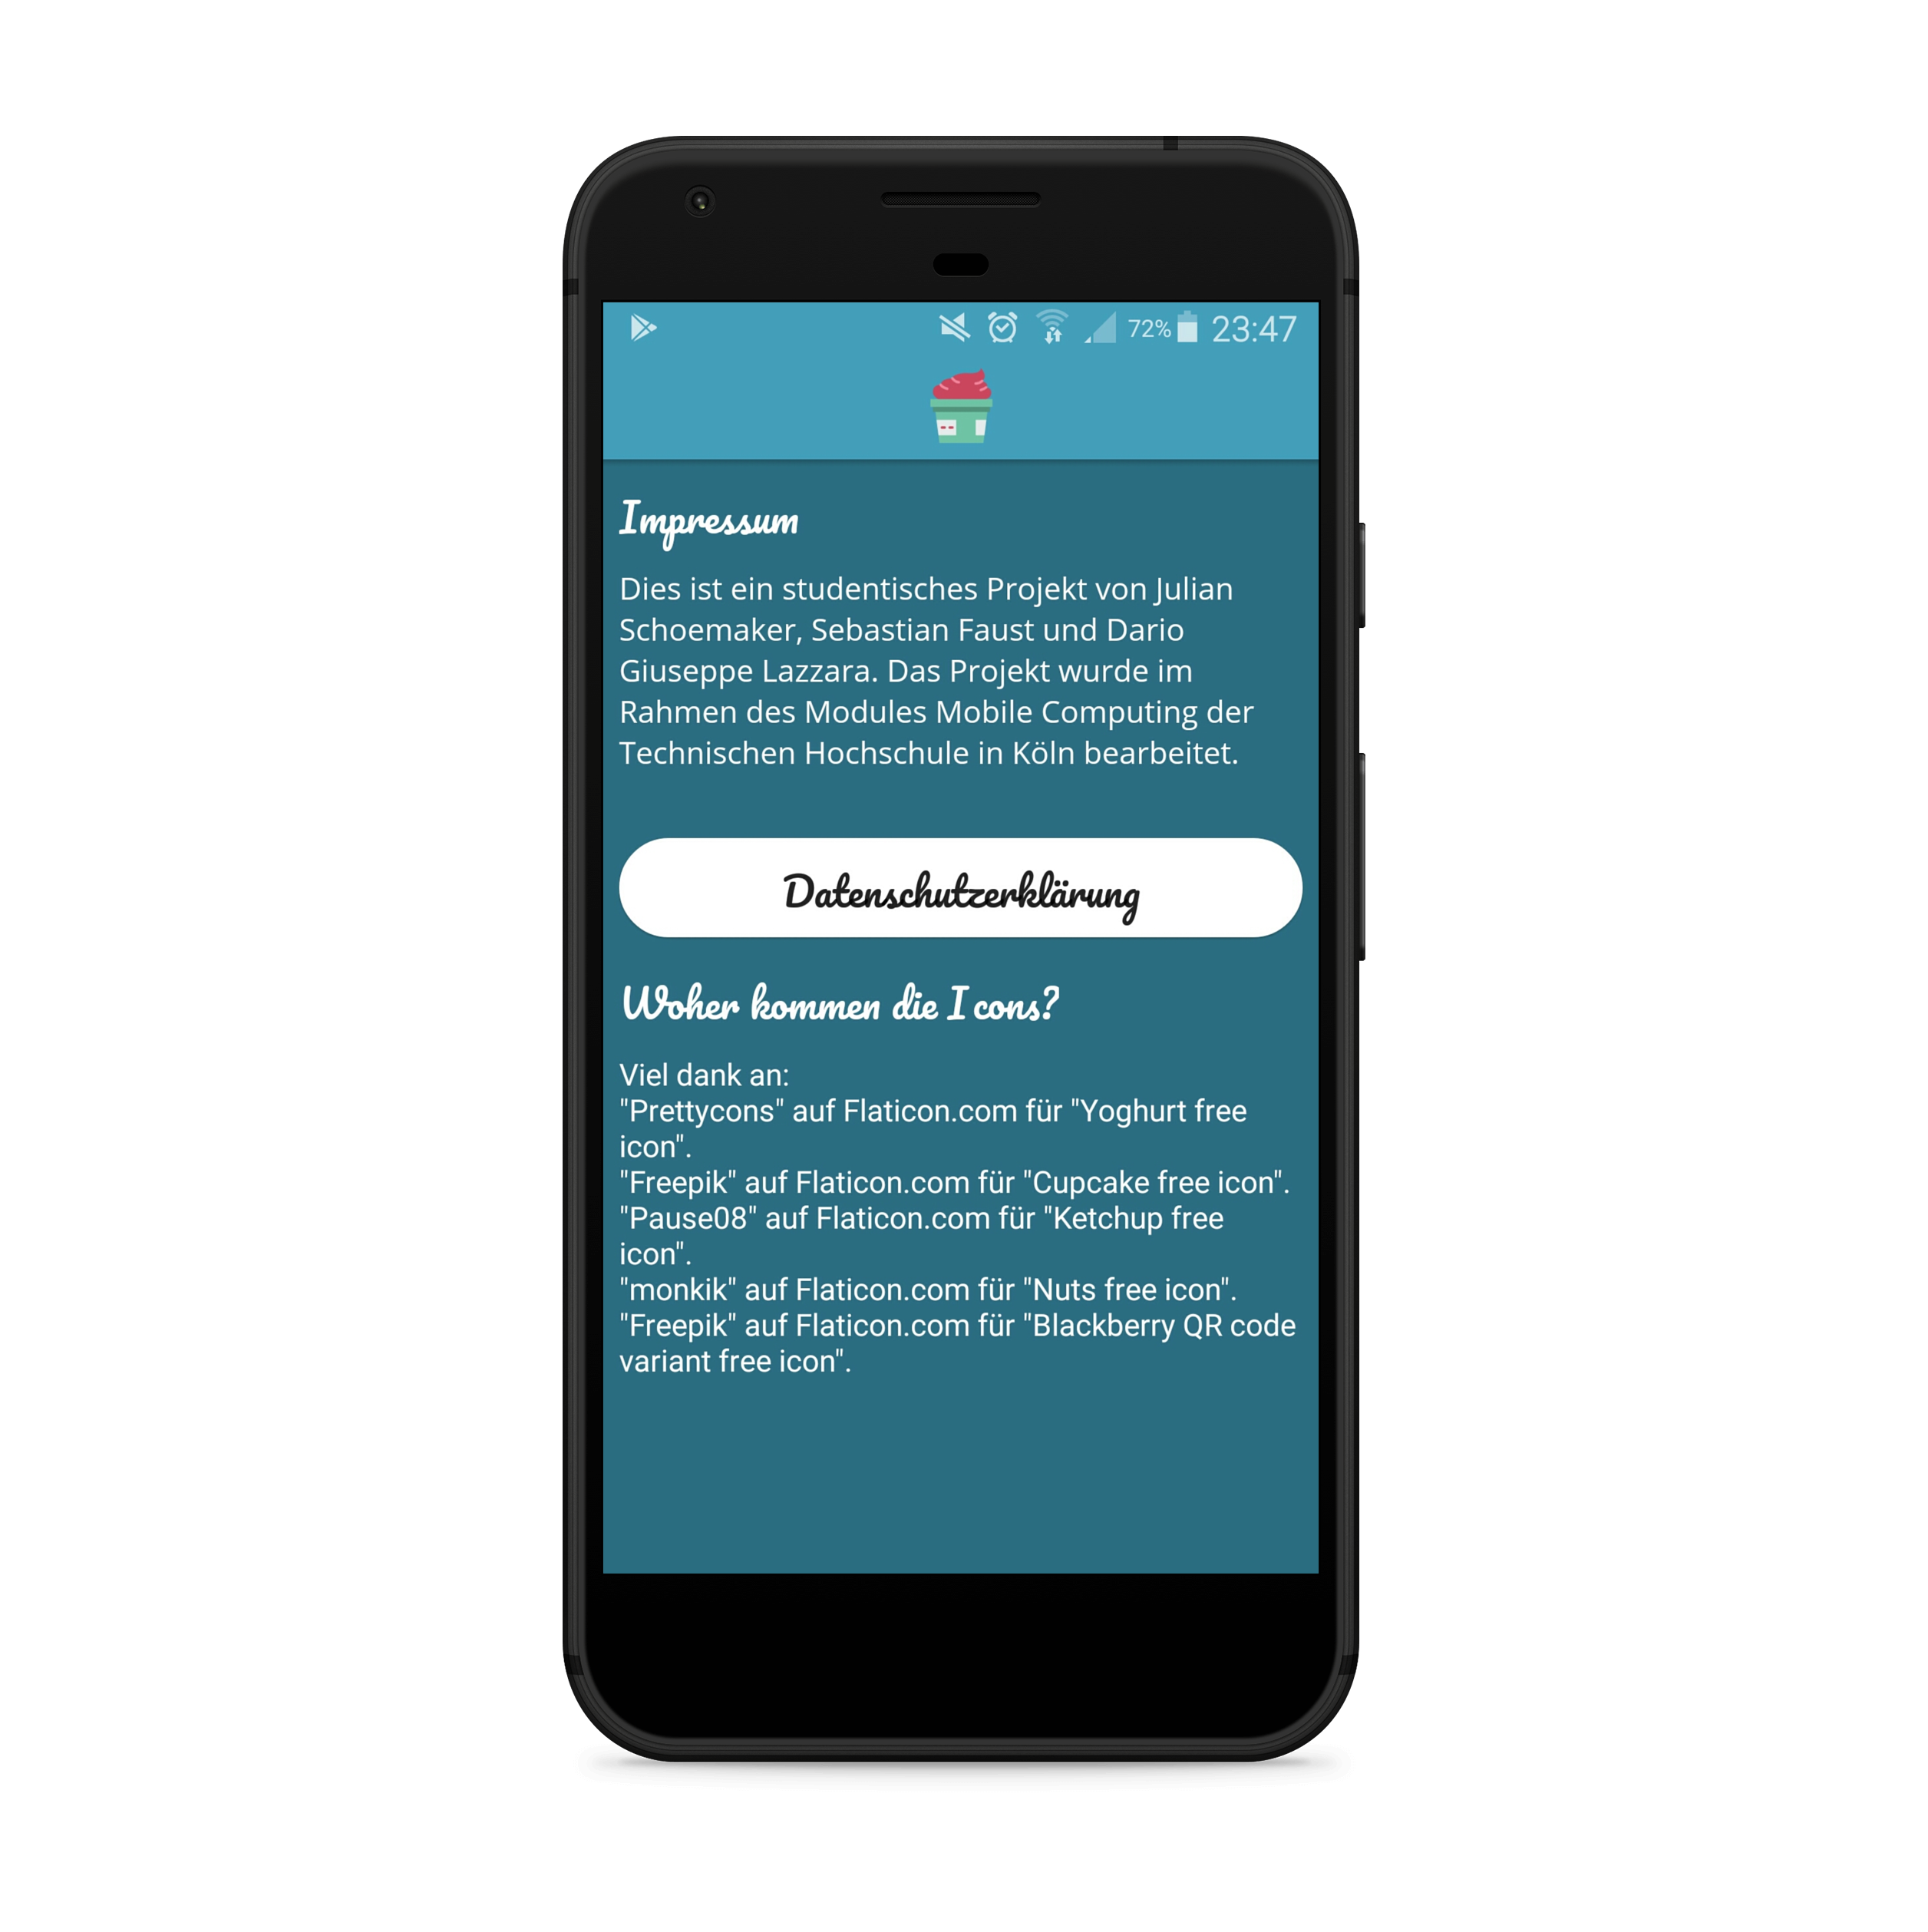 72% 23:47
Impressum
Dies ist ein studentisches Projekt von Julian
Schoemaker, Sebastian Faust und Dario
Giuseppe Lazzara. Das Projekt wurde im
Rahmen des Modules Mobile Computing der
Technischen Hochschule in Köln bearbeitet.
Datenschutzerklärung
Woher kommen die Icons?
Viel dank an:
"Prettycons" auf Flaticon.com für "Yoghurt free
icon".
"Freepik" auf Flaticon.com für "Cupcake free icon".
"Pause08" auf Flaticon.com für "Ketchup free
icon".
"monkik" auf Flaticon.com für "Nuts free icon".
"Freepik" auf Flaticon.com für "Blackberry QR code
variant free icon".